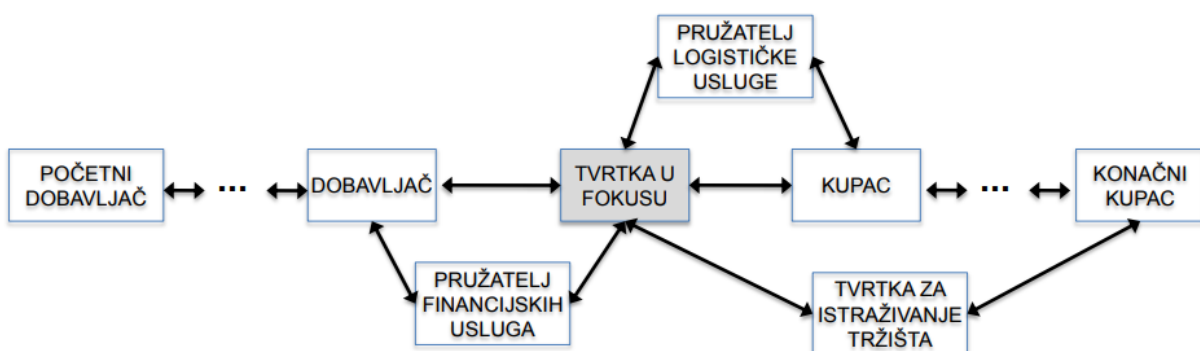 PRUŽATELJ
LOGISTIČKE
USLUGE
POČETNI
DOBAVLJAČ
...
DOBAVLJAČ
TVRTKA U
FOKUSU
KUPAC
...
KONAČNI
KUPAC
PRUŽATELJ
FINANCIJSKIH
USLUGA
TVRTKA ZA
ISTRAŽIVANJE
TRŽIŠTA